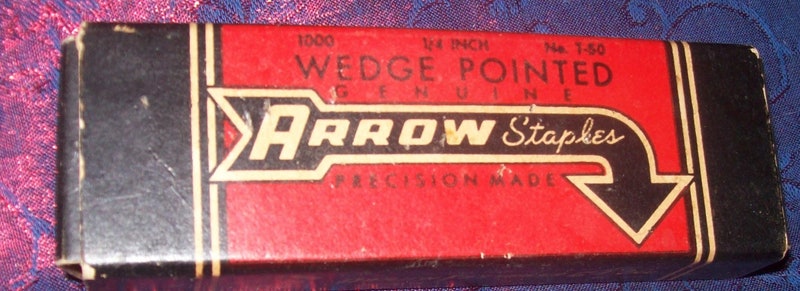 1000 1/4 INCH No. T-50
WEDGE POINTED
GENUINE
ARROW Staples
PRECISION MADE